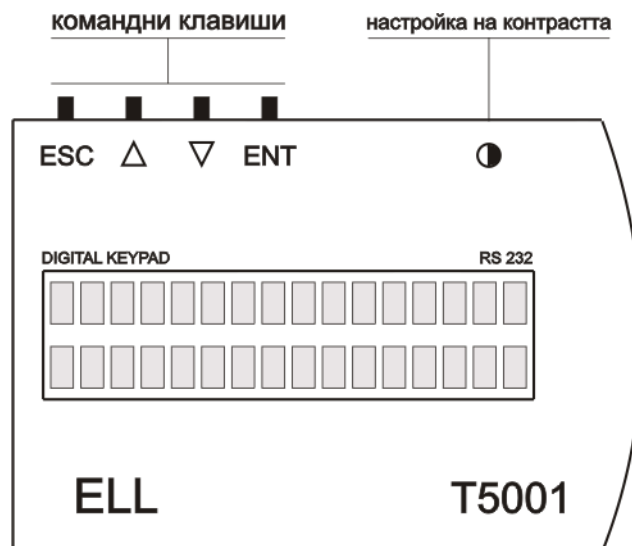 командни клавиши
настройка на контрастта
ESC △ ▽ ENT
DIGITAL KEYPAD
RS 232
ELL
T5001